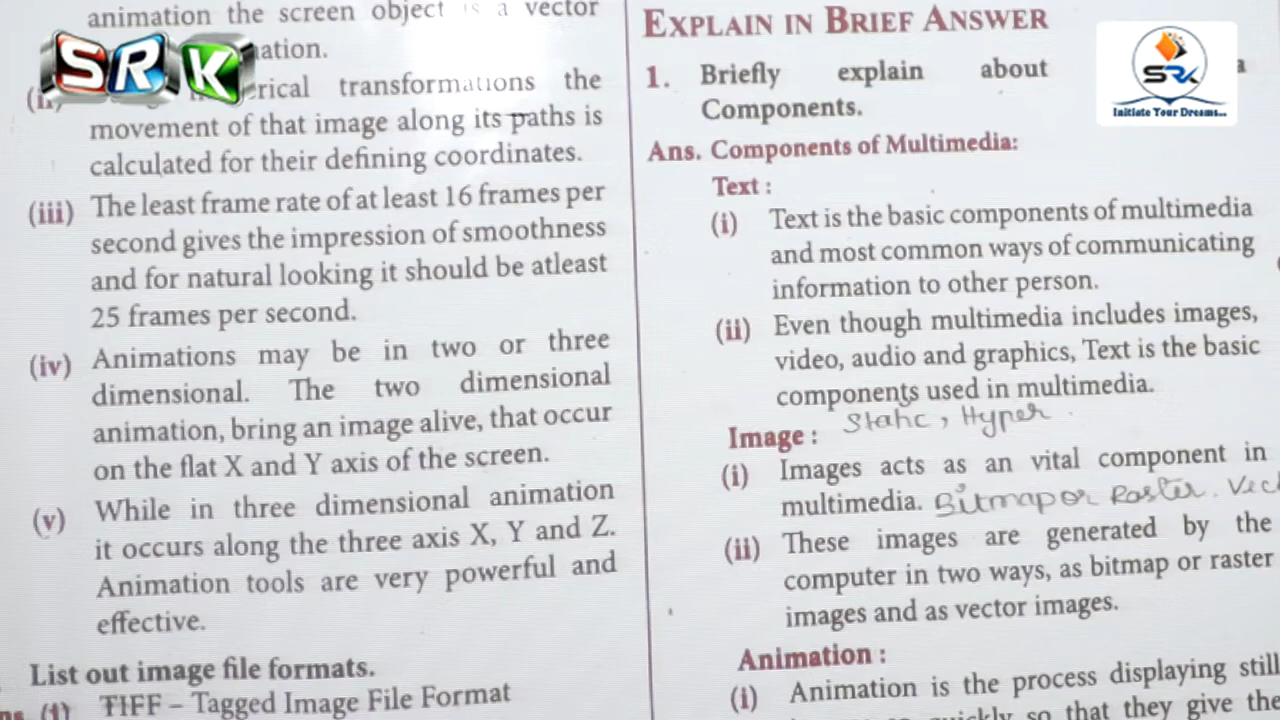 animation the screen object is a vector
ation.
erical transformations the
movement of that image along its paths is
calculated for their defining coordinates.
(iii) The least frame rate of at least 16 frames per
second gives the impression of smoothness
and for natural looking it should be atleast
25 frames per second.
(iv) Animations may be in two or three
dimensional. The two dimensional
animation, bring an image alive, that occur
on the flat X and Y axis of the screen.
(v) While in three dimensional animation
it occurs along the three axis X, Y and Z.
Animation tools are very powerful and
effective.
List out image file formats.
(1) TIFF – Tagged Image File Format
EXPLAIN IN BRIEF ANSWER
1. Briefly explain about
Components.
Ans. Components of Multimedia:
Text :
(i) Text is the basic components of multimedia
and most common ways of communicating
information to other person.
(ii) Even though multimedia includes images,
video, audio and graphics, Text is the basic
components used in multimedia.
Static, Hyper
Image :
(i) Images acts as an vital component in
multimedia. Bitmap or Raster. Vect
(ii) These images are generated by the
computer in two ways, as bitmap or raster
images and as vector images.
Animation :
(i) Animation is the process displaying still
quickly so that they give the
SRK
SRK
Initiate Your Dreams...